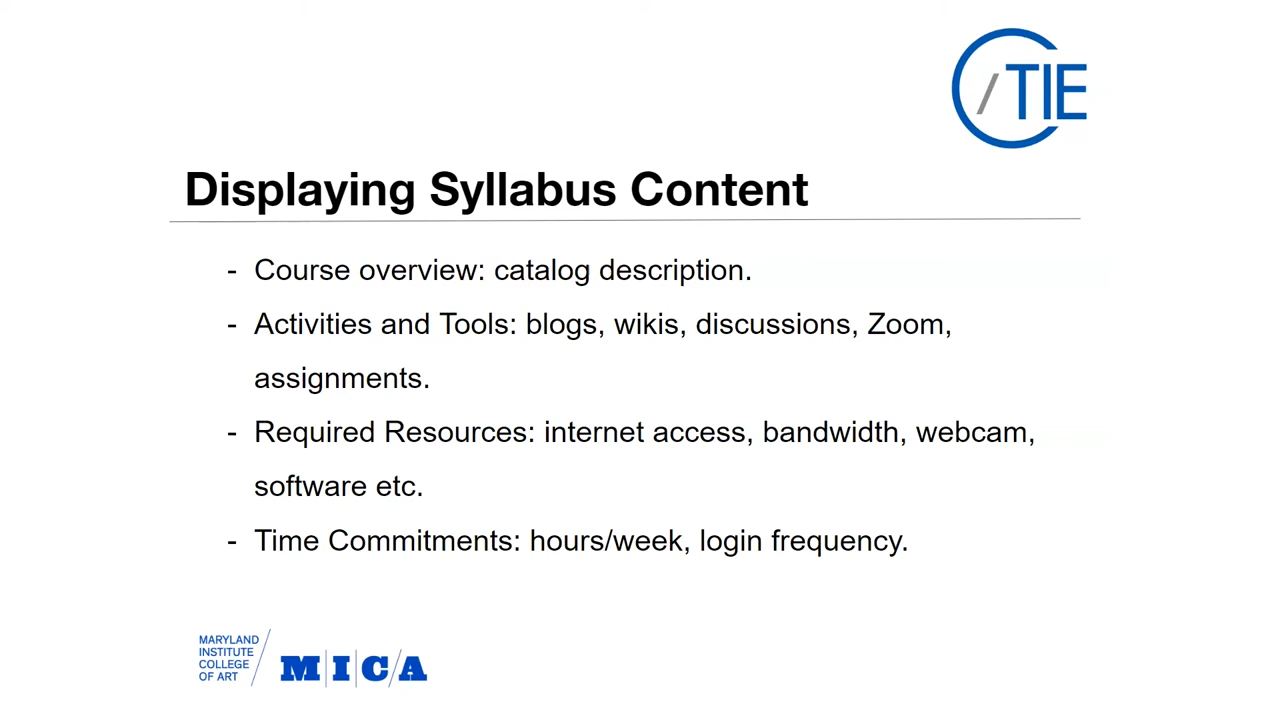 /TIE
Displaying Syllabus Content
- Course overview: catalog description.
- Activities and Tools: blogs, wikis, discussions, Zoom,
assignments.
- Required Resources: internet access, bandwidth, webcam,
software etc.
- Time Commitments: hours/week, login frequency.
MARYLAND
INSTITUTE
COLLEGE
OF ART
M|I|C/A